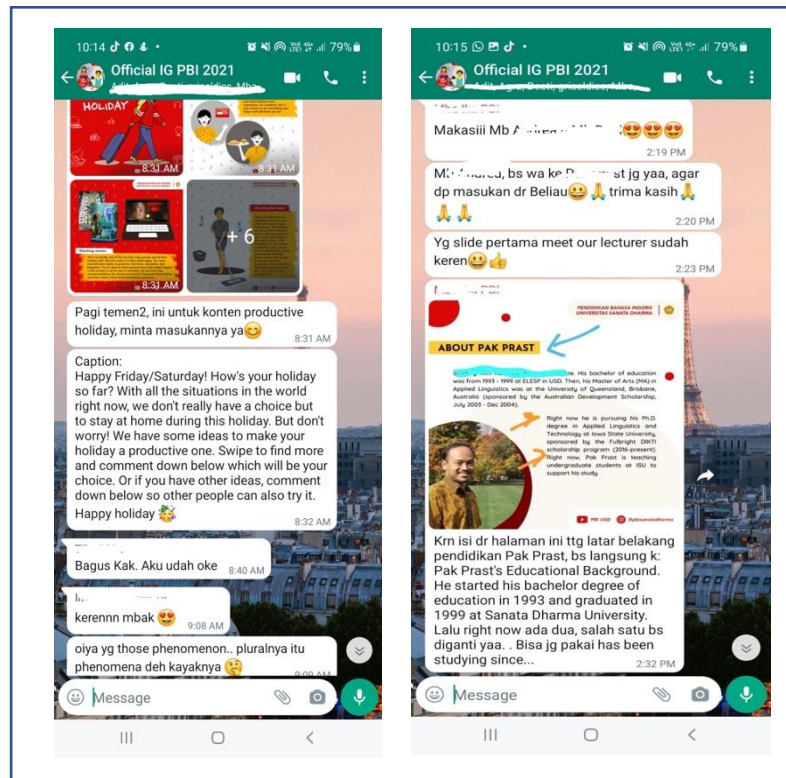 10:14
79%
Official IG PBI 2021
HOLIDAY
8:31 AM
8:31 AM
PENDIDIKAN BAHASA INGGRIS
UNIVERSITAS SANATA DHARMA
Watching movies
8:31 AM
+ 6
Pagi temen2, ini untuk konten productive
holiday, minta masukannya ya😊
8:31 AM
Caption:
Happy Friday/Saturday! How's your holiday
so far? With all the situations in the world
right now, we don't really have a choice but
to stay at home during this holiday. But don't
worry! We have some ideas to make your
holiday a productive one. Swipe to find more
and comment down below which will be your
choice. Or if you have other ideas, comment
down below so other people can also try it.
Happy holiday 🥳
8:32 AM
Bagus Kak. Aku udah oke
8:40 AM
kerennn mbak 😍
9:08 AM
oiya yg those phenomenon.. pluralnya itu
phenomena deh kayaknya 🤔
9:09 AM
Message
10:15
79%
Official IG PBI 2021
Makasiii Mb 😍😍😍
2:19 PM
bs wa ke st jg yaa, agar
dp masukan dr Beliau😀🙏 trima kasih🙏
🙏🙏
2:20 PM
Yg slide pertama meet our lecturer sudah
keren😀👍
2:23 PM
PENDIDIKAN BAHASA INGGRIS
UNIVERSITAS SANATA DHARMA
ABOUT PAK PRAST
His bachelor of education
was from 1993 - 1999 at ELESP in USD. Then, his Master of Arts (MA) in
Applied Linguistics was at the University of Queensland, Brisbane,
Australia (sponsored by the Australian Development Scholarship,
July 2003 - Dec 2004).
Right now he is pursuing his Ph.D.
degree in Applied Linguistics and
Technology at Iowa State University,
sponsored by the Fulbright DIKTI
scholarship program (2016-present).
Right now, Pak Prast is teaching
undergraduate students at ISU to
support his study.
PBI USD
@pbisanatadharma
Krn isi dr halaman ini ttg latar belakang
pendidikan Pak Prast, bs langsung k:
Pak Prast's Educational Background.
He started his bachelor degree of
education in 1993 and graduated in
1999 at Sanata Dharma University.
Lalu right now ada dua, salah satu bs
diganti yaa. . Bisa jg pakai has been
studying since...
2:32 PM
Message